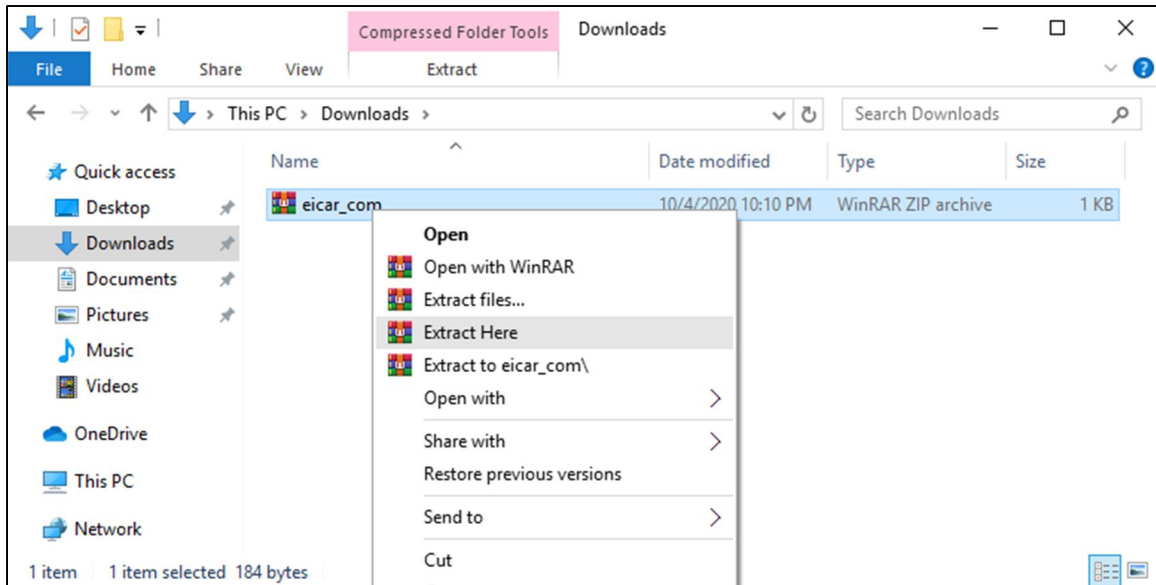 Compressed Folder Tools Downloads
File Home Share View Extract
This PC > Downloads > Search Downloads
Name Date modified Type Size
Quick access
Desktop
Downloads
Documents
Pictures
Music
Videos
OneDrive
This PC
Network
eicar_com 10/4/2020 10:10 PM WinRAR ZIP archive 1 KB
Open
Open with WinRAR
Extract files...
Extract Here
Extract to eicar_com\
Open with
Share with
Restore previous versions
Send to
Cut
1 item 1 item selected 184 bytes